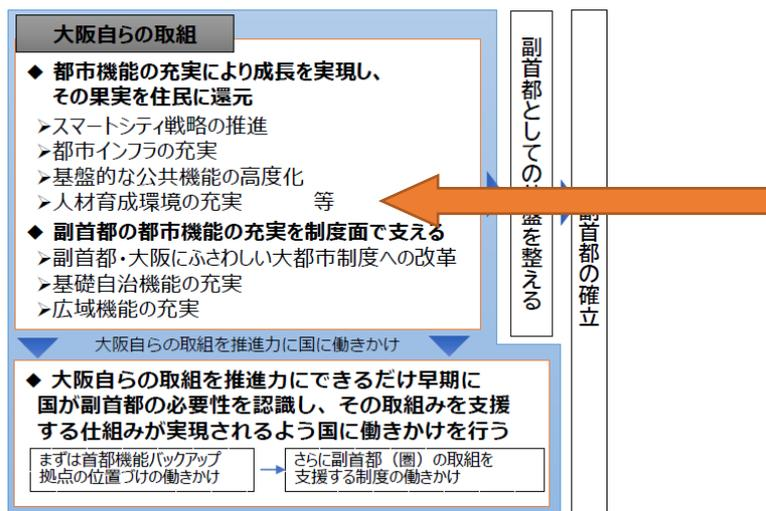 大阪自らの取組
◆ 都市機能の充実により成長を実現し、
その果実を住民に還元
➢スマートシティ戦略の推進
➢都市インフラの充実
➢基盤的な公共機能の高度化
➢人材育成環境の充実 等
◆ 副首都の都市機能の充実を制度面で支える
➢副首都・大阪にふさわしい大都市制度への改革
➢基礎自治機能の充実
➢広域機能の充実
大阪自らの取組を推進力に国に働きかけ
◆ 大阪自らの取組を推進力にできるだけ早期に
国が副首都の必要性を認識し、その取組みを支援
する仕組みが実現されるよう国に働きかけを行う
まずは首都機能バックアップ
拠点の位置づけの働きかけ
さらに副首都（圏）の取組を
支援する制度の働きかけ
副首都としての 盤を整える
副首都の確立